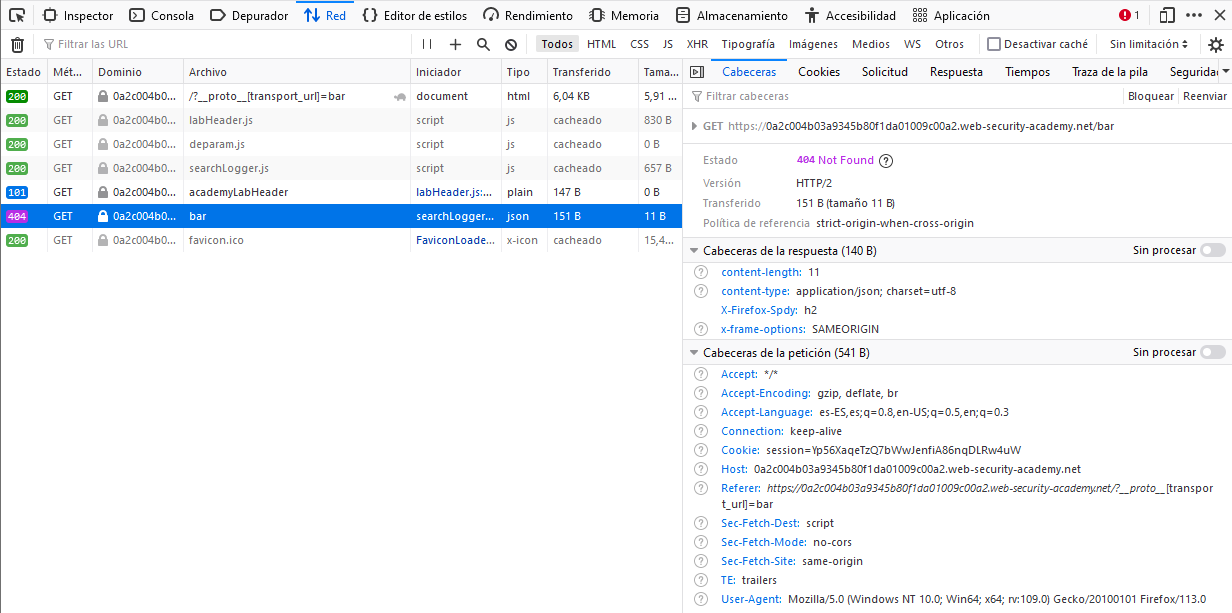 Inspector Consola Depurador Red Editor de estilos Rendimiento Memoria Almacenamiento Accesibilidad Aplicación 1
Filtrar las URL Todos HTML CSS JS XHR Tipografía Imágenes Medios WS Otros Desactivar caché Sin limitación
Estado Mét... Dominio Archivo Iniciador Tipo Transferido Tama...
200 GET 0a2c004b0... /?__proto__[transport_url]=bar document html 6,04 KB 5,91 ...
200 GET 0a2c004b0... labHeader.js script js cacheado 830 B
200 GET 0a2c004b0... deparam.js script js cacheado 0 B
200 GET 0a2c004b0... searchLogger.js script js cacheado 657 B
101 GET 0a2c004b0... academyLabHeader labHeader.js:... plain 147 B 0 B
404 GET 0a2c004b0... bar searchLogger... json 151 B 11 B
200 GET 0a2c004b0... favicon.ico FaviconLoade... x-icon cacheado 15,4...
Cabeceras Cookies Solicitud Respuesta Tiempos Traza de la pila Segurida
Filtrar cabeceras Bloquear Reenviar
GET https://0a2c004b03a9345b80f1da01009c00a2.web-security-academy.net/bar
Estado 404 Not Found ?
Versión HTTP/2
Transferido 151 B (tamaño 11 B)
Política de referencia strict-origin-when-cross-origin
Cabeceras de la respuesta (140 B) Sin procesar
? content-length: 11
? content-type: application/json; charset=utf-8
X-Firefox-Spdy: h2
? x-frame-options: SAMEORIGIN
Cabeceras de la petición (541 B) Sin procesar
? Accept: */*
? Accept-Encoding: gzip, deflate, br
? Accept-Language: es-ES,es;q=0.8,en-US;q=0.5,en;q=0.3
? Connection: keep-alive
? Cookie: session=Yp56XaqeTzQ7bWwJenfiA86nqDLRw4uW
? Host: 0a2c004b03a9345b80f1da01009c00a2.web-security-academy.net
? Referer: https://0a2c004b03a9345b80f1da01009c00a2.web-security-academy.net/?__proto__[transpor
t_url]=bar
? Sec-Fetch-Dest: script
? Sec-Fetch-Mode: no-cors
? Sec-Fetch-Site: same-origin
? TE: trailers
? User-Agent: Mozilla/5.0 (Windows NT 10.0; Win64; x64; rv:109.0) Gecko/20100101 Firefox/113.0